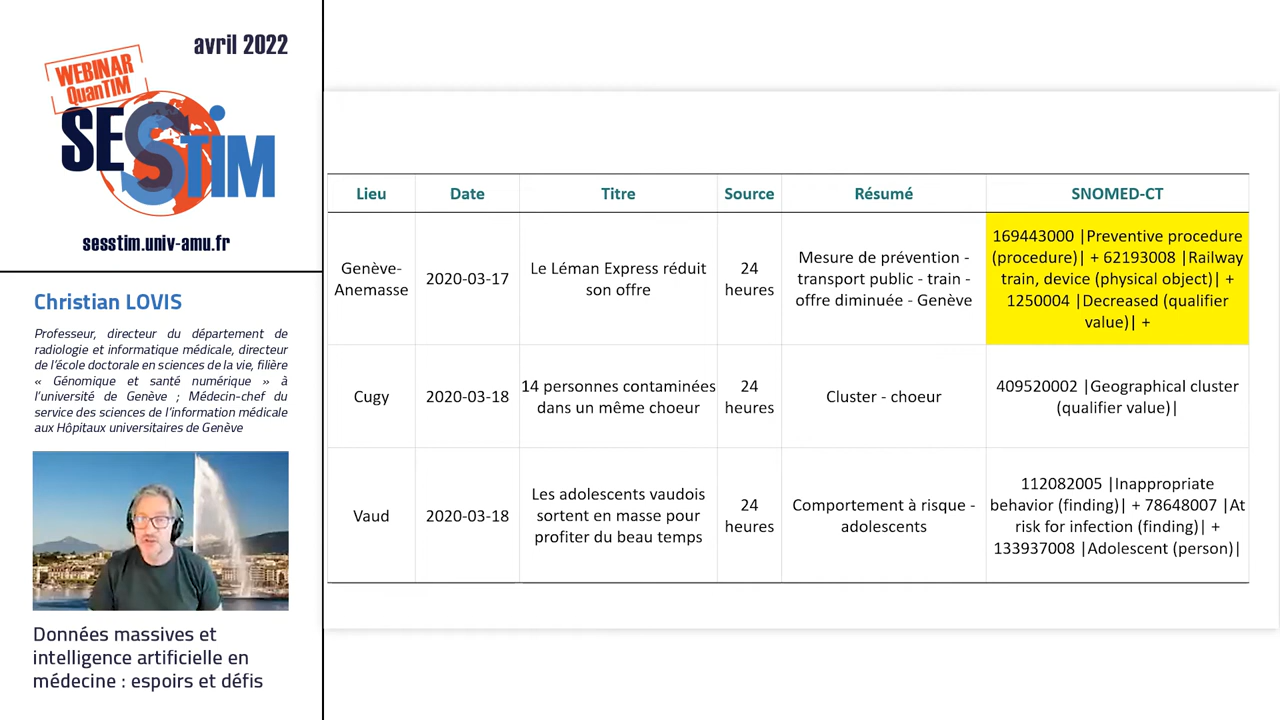 avril 2022
WEBINAR
QuanTIM
SESSTIM
sesstim.univ-amu.fr
Christian LOVIS
Professeur, directeur du département de
radiologie et informatique médicale, directeur
de l'école doctorale en sciences de la vie, filière
« Génomique et santé numérique » à
l'université de Genève ; Médecin-chef du
service des sciences de l'information médicale
aux Hôpitaux universitaires de Genève
Données massives et
intelligence artificielle en
médecine : espoirs et défis
Lieu Date Titre Source Résumé SNOMED-CT
Genève-
Anemasse
2020-03-17
Le Léman Express réduit
son offre
24
heures
Mesure de prévention -
transport public - train -
offre diminuée - Genève
169443000 |Preventive procedure
(procedure)| + 62193008 |Railway
train, device (physical object)| +
1250004 |Decreased (qualifier
value)| +
Cugy
2020-03-18
14 personnes contaminées
dans un même choeur
24
heures
Cluster - choeur
409520002 |Geographical cluster
(qualifier value)|
Vaud
2020-03-18
Les adolescents vaudois
sortent en masse pour
profiter du beau temps
24
heures
Comportement à risque -
adolescents
112082005 |Inappropriate
behavior (finding)| + 78648007 |At
risk for infection (finding)| +
133937008 |Adolescent (person)|